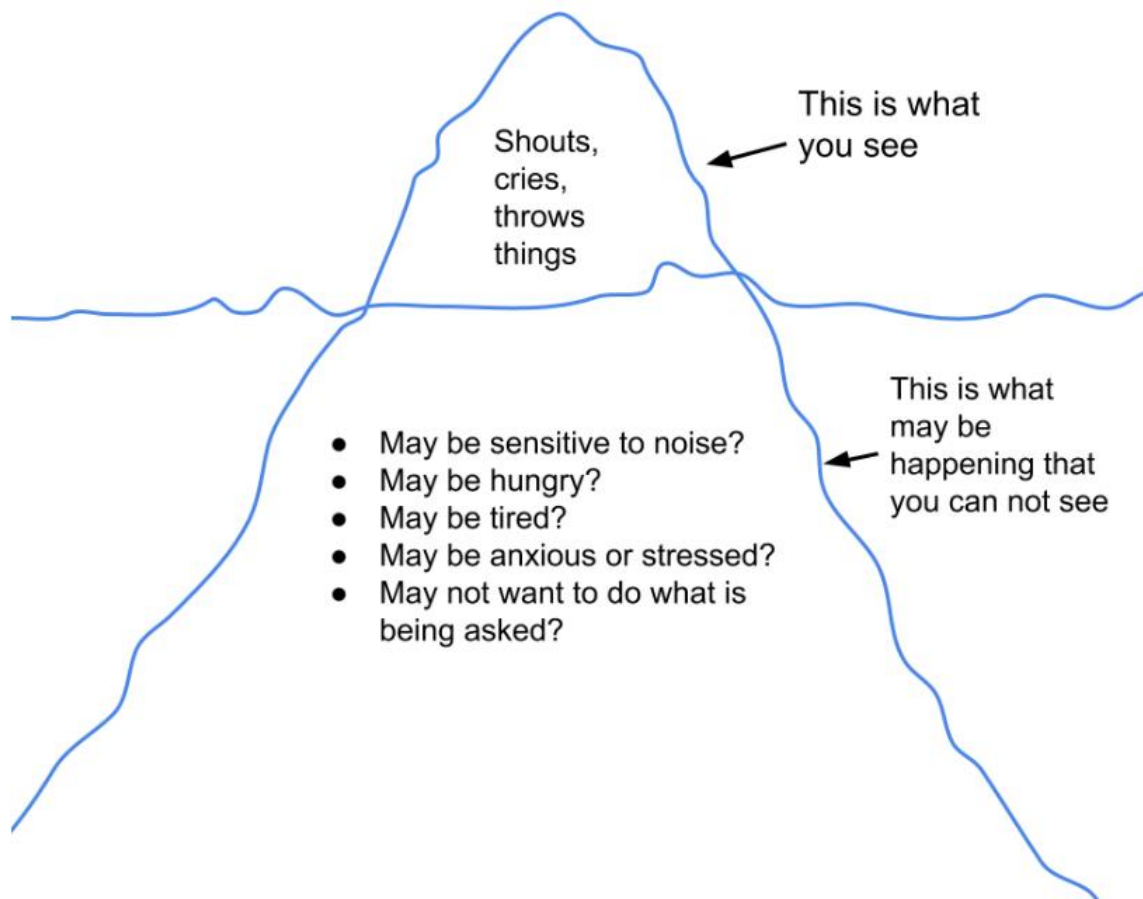 This is what
you see
Shouts,
cries,
throws
things
This is what
may be
happening that
you can not see
● May be sensitive to noise?
● May be hungry?
● May be tired?
● May be anxious or stressed?
● May not want to do what is
being asked?